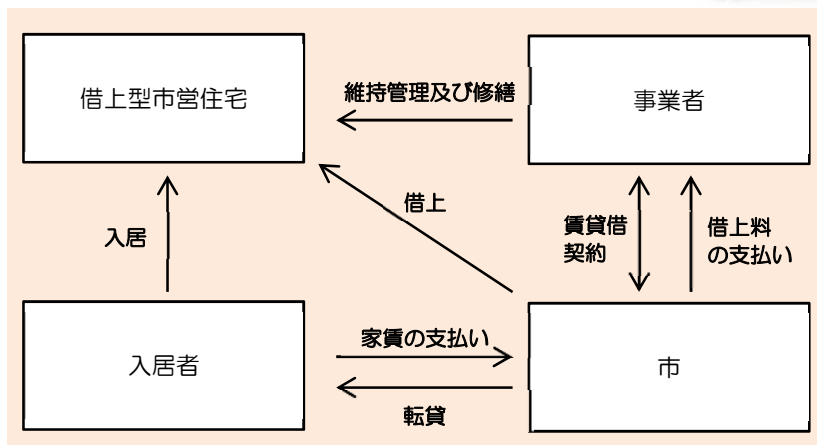 借上型市営住宅
維持管理及び修繕
事業者
借上
入居
賃貸借
契約
借上料
の支払い
入居者
家賃の支払い
転貸
市